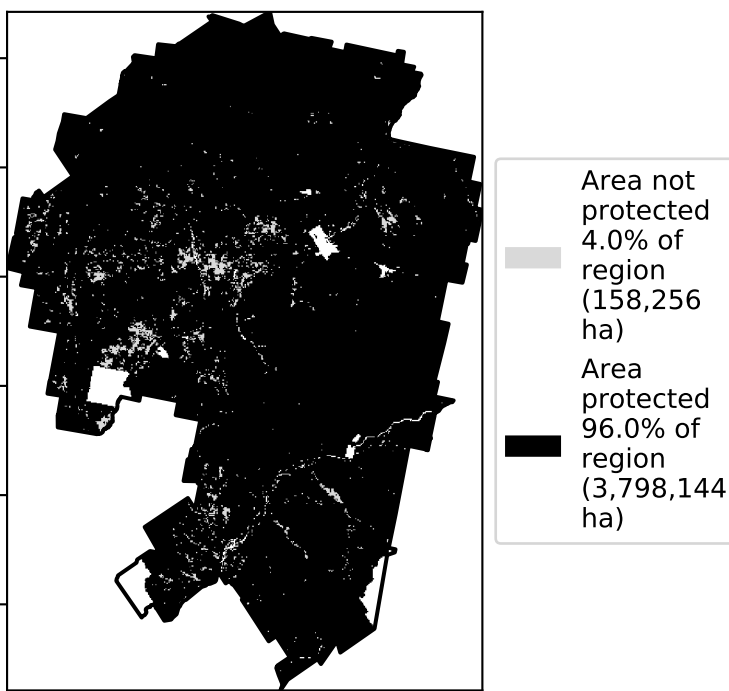 Area not
protected
4.0% of
region
(158,256
ha)
Area
protected
96.0% of
region
(3,798,144
ha)